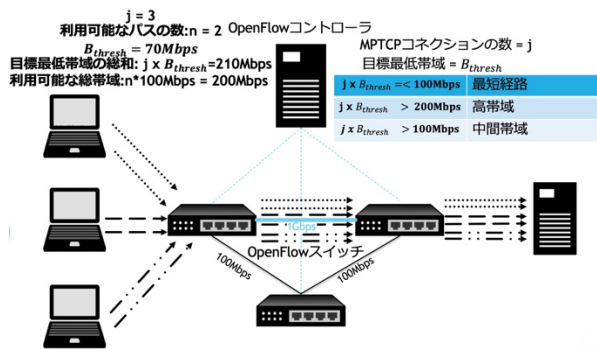 j = 3
利用可能なパスの数:n = 2
B_thresh = 70Mbps
目標最低帯域の総和: j x B_thresh=210Mbps
利用可能な総帯域:n*100Mbps = 200Mbps
OpenFlowコントローラ
MPTCPコネクションの数 = j
目標最低帯域 = B_thresh
j x B_thresh =< 100Mbps 最短経路
j x B_thresh > 200Mbps 高帯域
j x B_thresh > 100Mbps 中間帯域
1Gbps
OpenFlowスイッチ
100Mbps
100Mbps